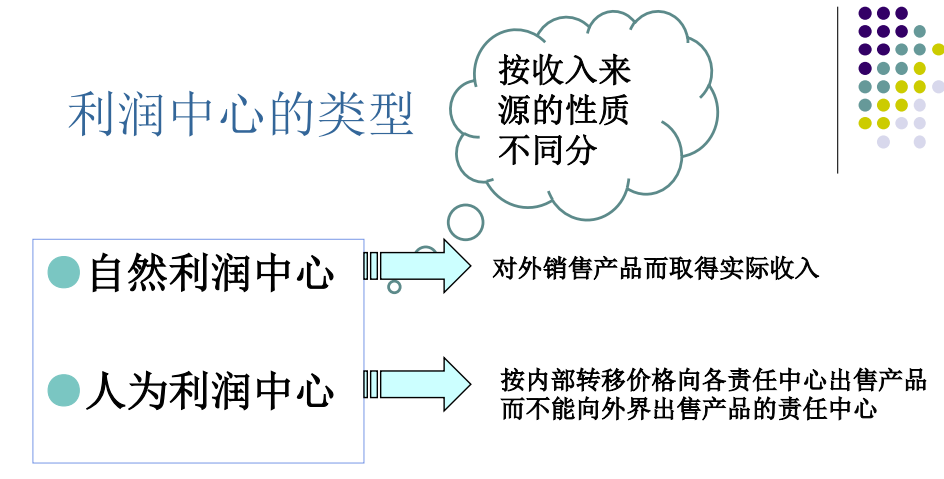 利润中心的类型
按收入来
源的性质
不同分
自然利润中心
对外销售产品而取得实际收入
人为利润中心
按内部转移价格向各责任中心出售产品
而不能向外界出售产品的责任中心